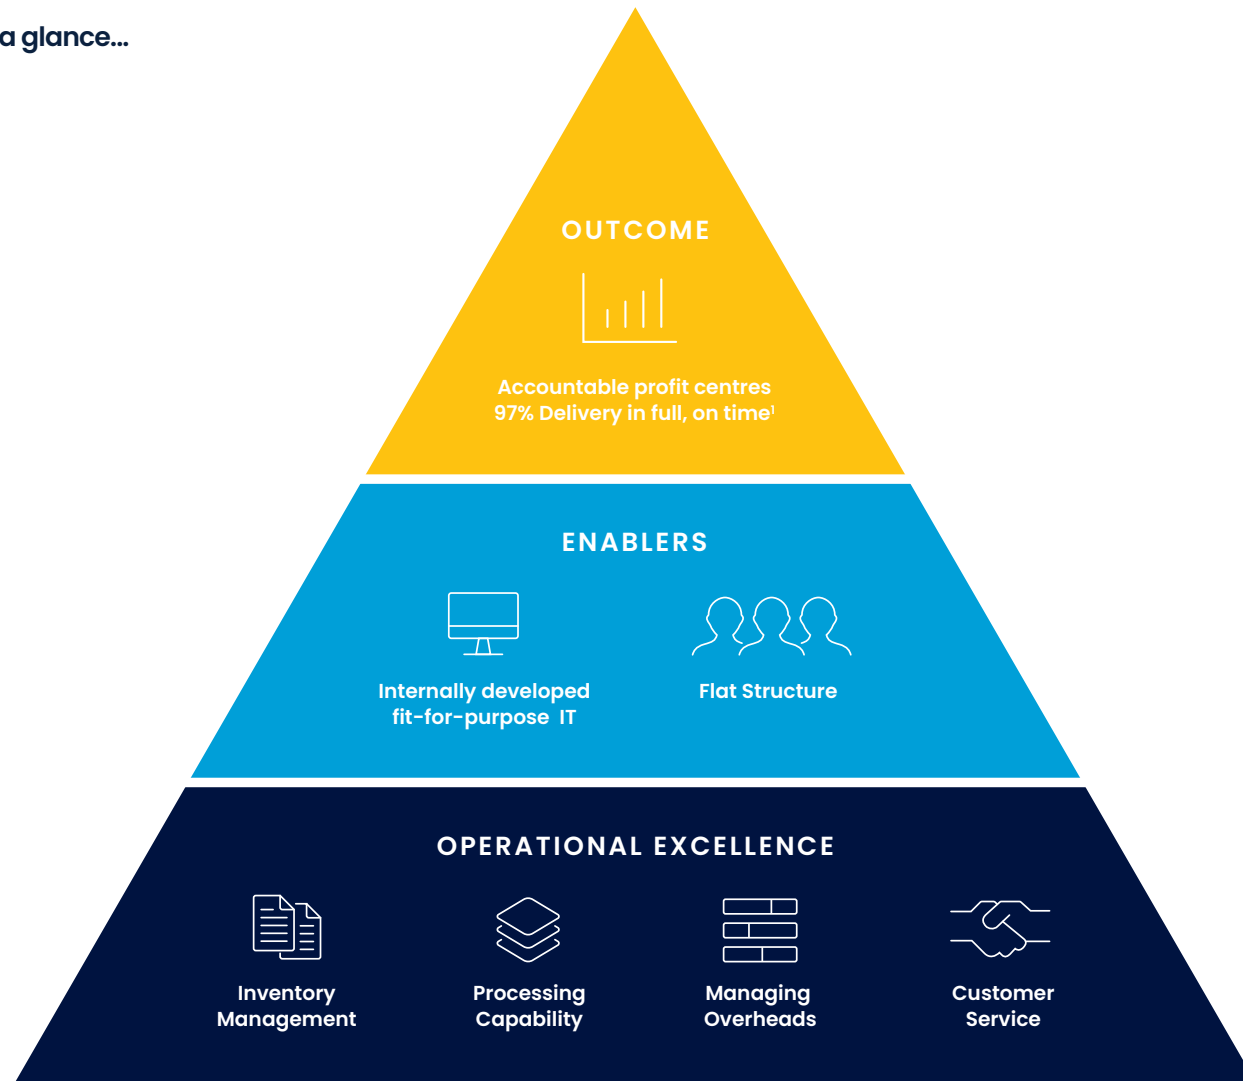 a glance...
OUTCOME
Accountable profit centres
97% Delivery in full, on time¹
ENABLERS
Internally developed
fit-for-purpose IT
Flat Structure
OPERATIONAL EXCELLENCE
Inventory
Management
Processing
Capability
Managing
Overheads
Customer
Service